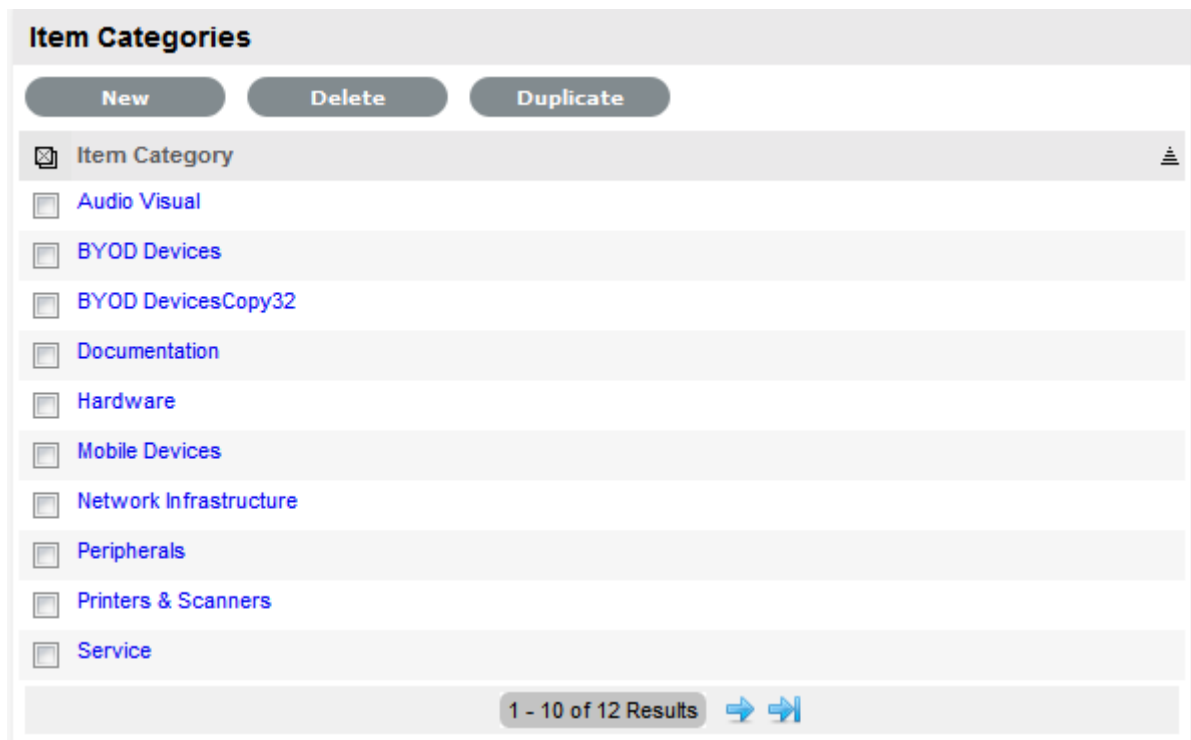 Item Categories
New Delete Duplicate
Item Category
Audio Visual
BYOD Devices
BYOD DevicesCopy32
Documentation
Hardware
Mobile Devices
Network Infrastructure
Peripherals
Printers & Scanners
Service
1 - 10 of 12 Results